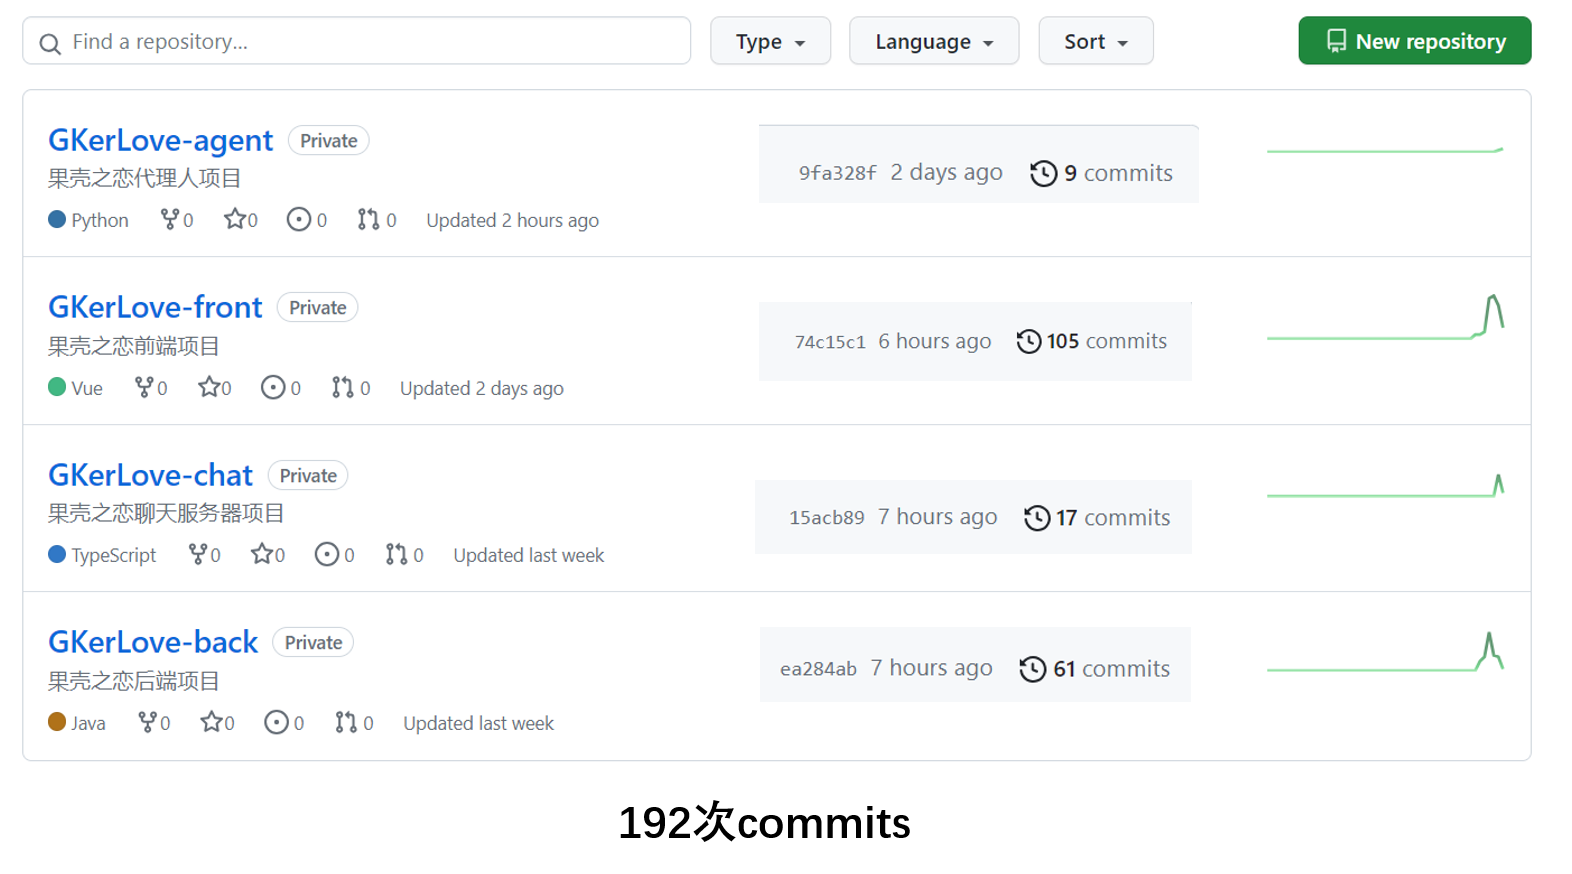 Find a repository...
Type
Language
Sort
New repository
GKerLove-agent
Private
果壳之恋代理人项目
Python 0 0 0 0 Updated 2 hours ago
9fa328f 2 days ago 9 commits
GKerLove-front
Private
果壳之恋前端项目
Vue 0 0 0 0 Updated 2 days ago
74c15c1 6 hours ago 105 commits
GKerLove-chat
Private
果壳之恋聊天服务器项目
TypeScript 0 0 0 0 Updated last week
15acb89 7 hours ago 17 commits
GKerLove-back
Private
果壳之恋后端项目
Java 0 0 0 0 Updated last week
ea284ab 7 hours ago 61 commits
192次commits